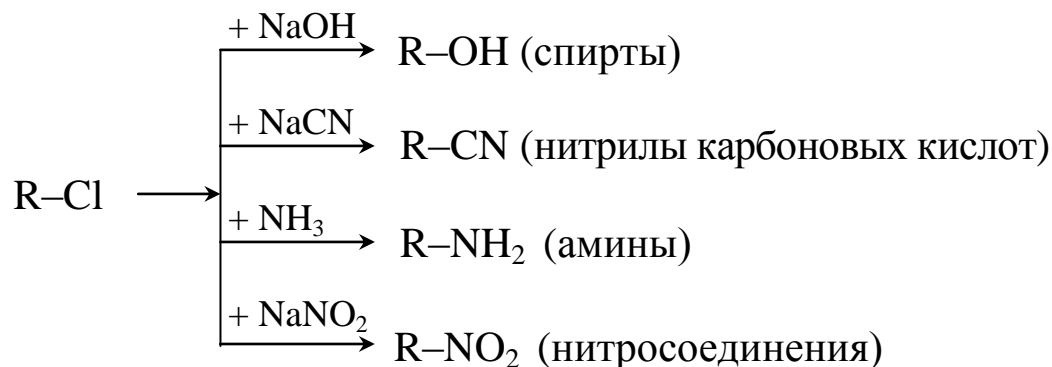 + NaOH
R–OH (спирты)
+ NaCN
R–CN (нитрилы карбоновых кислот)
R–Cl
+ NH₃
R–NH₂ (амины)
+ NaNO₂
R–NO₂ (нитросоединения)